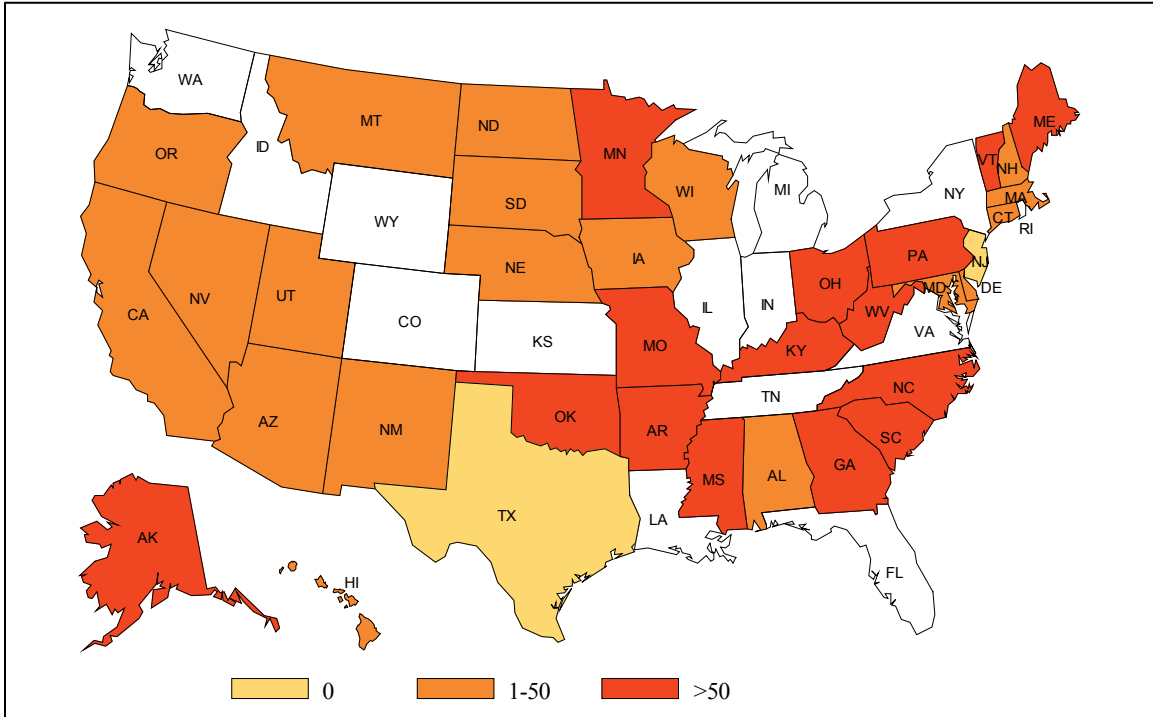 WA
MT
ND
MN
ME
OR
ID
VT
NH
SD
WI
MI
NY
MA
CT
RI
WY
NE
IA
PA
NJ
NV
UT
OH
MD
DE
CA
CO
IL
IN
WV
VA
KS
MO
KY
TN
NC
AZ
NM
OK
AR
SC
MS
AL
GA
TX
LA
AK
FL
HI
0
1-50
>50